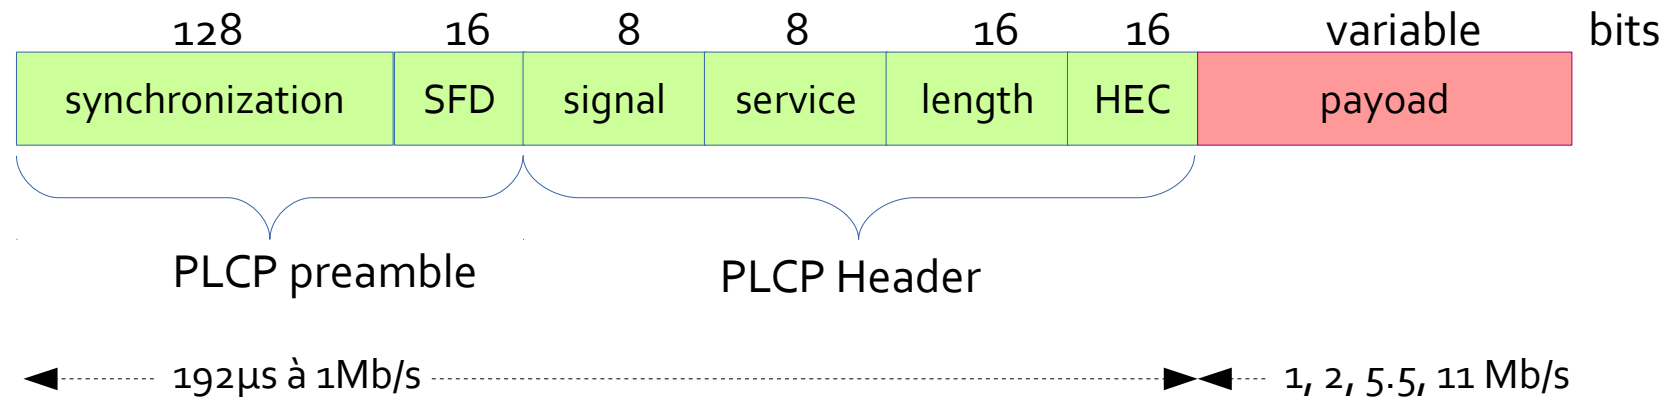 128 16 8 8 16 16 variable bits
synchronization SFD signal service length HEC payoad
PLCP preamble PLCP Header
192µs à 1Mb/s 1, 2, 5.5, 11 Mb/s